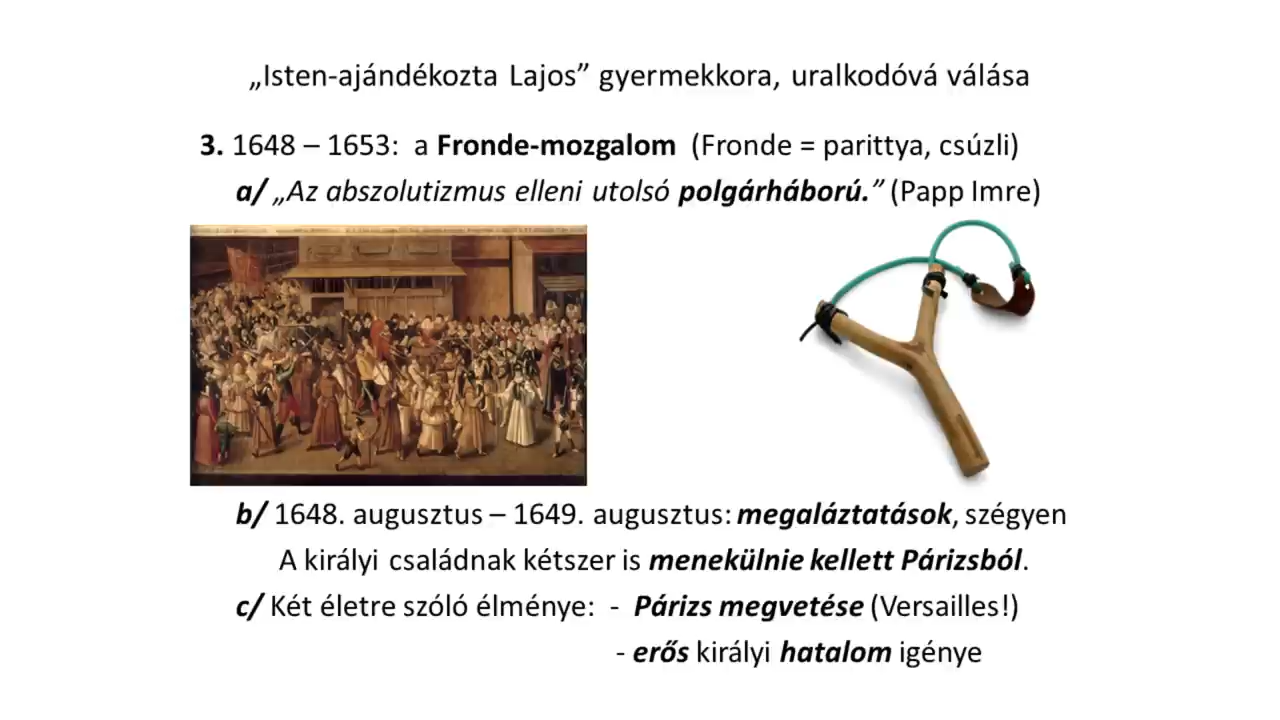 „Isten-ajándékozta Lajos” gyermekkora, uralkodóvá válása
3. 1648 – 1653: a Fronde-mozgalom (Fronde = parittya, csúzli)
a/ „Az abszolutizmus elleni utolsó polgárháború.” (Papp Imre)
b/ 1648. augusztus – 1649. augusztus: megaláztatások, szégyen
A királyi családnak kétszer is menekülnie kellett Párizsból.
c/ Két életre szóló élménye: - Párizs megvetése (Versailles!)
- erős királyi hatalom igénye